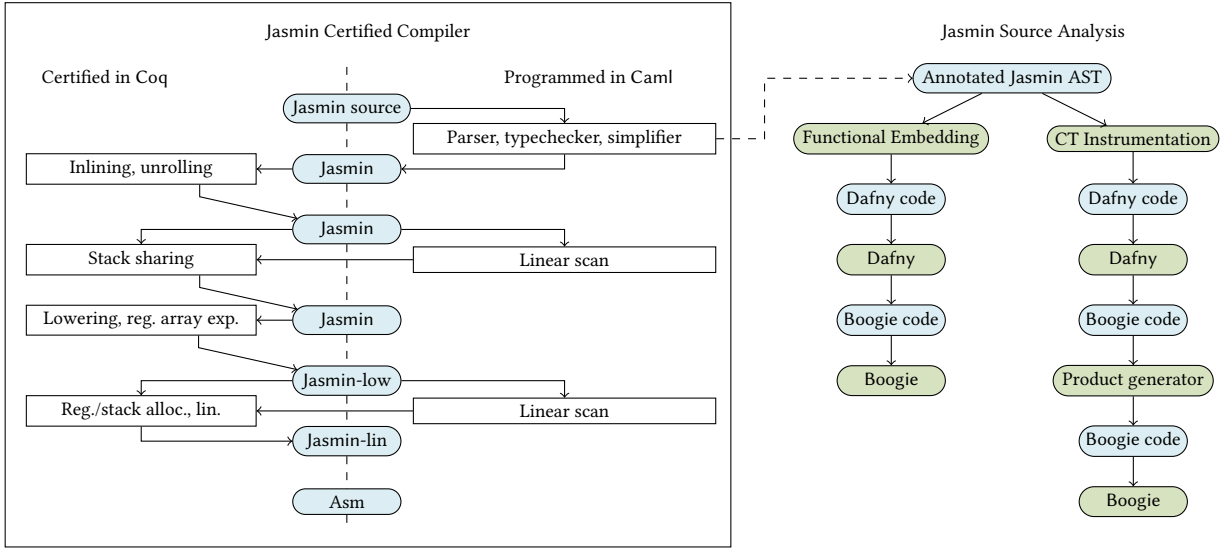 Jasmin Certified Compiler
Certified in Coq
Programmed in Caml
Jasmin source
Parser, typechecker, simplifier
Inlining, unrolling
Jasmin
Jasmin
Stack sharing
Linear scan
Lowering, reg. array exp.
Jasmin
Jasmin-low
Reg./stack alloc., lin.
Linear scan
Jasmin-lin
Asm
Jasmin Source Analysis
Annotated Jasmin AST
Functional Embedding
CT Instrumentation
Dafny code
Dafny code
Dafny
Dafny
Boogie code
Boogie code
Boogie
Product generator
Boogie code
Boogie